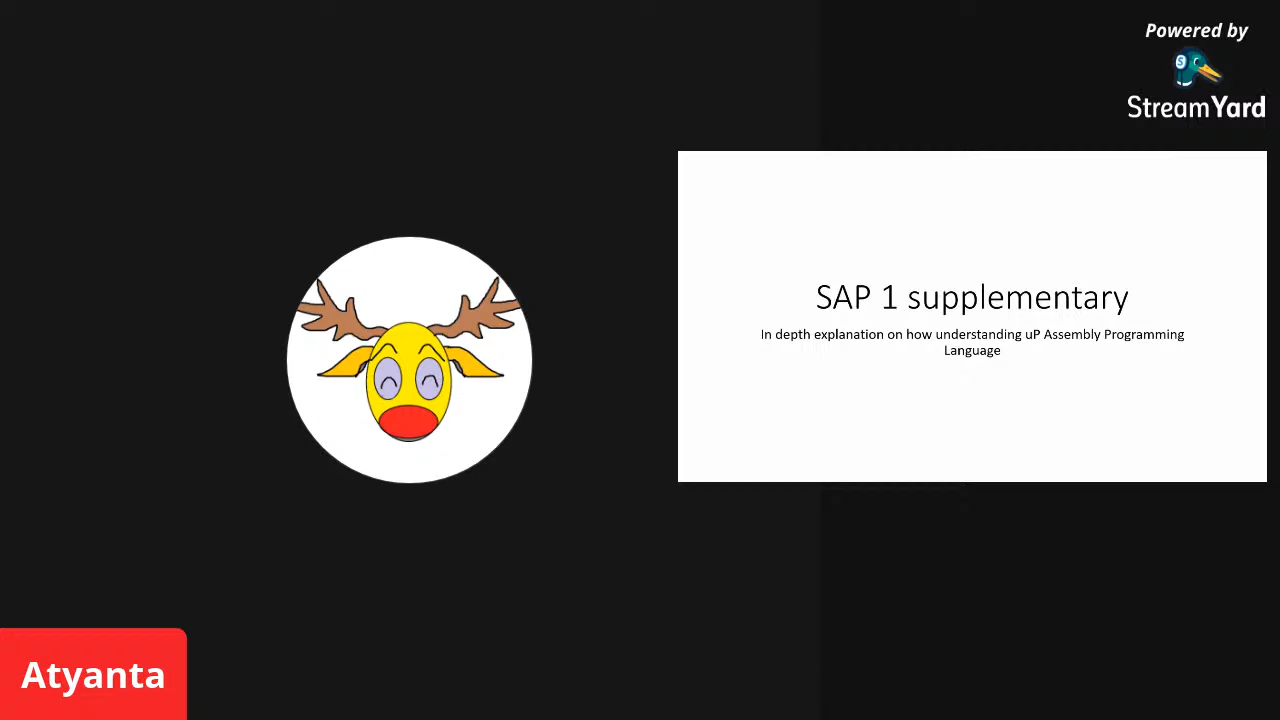 Powered by
S
StreamYard
SAP 1 supplementary
In depth explanation on how understanding uP Assembly Programming
Language
Atyanta